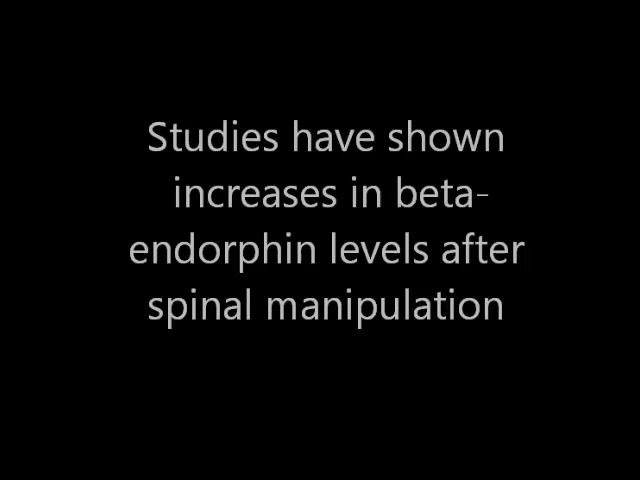 Studies have shown
increases in beta-
endorphin levels after
spinal manipulation